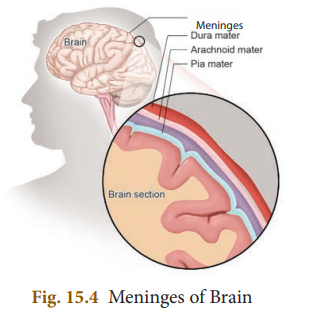 Meninges
Dura mater
Arachnoid mater
Pia mater
Brain
Brain section
Fig. 15.4 Meninges of Brain